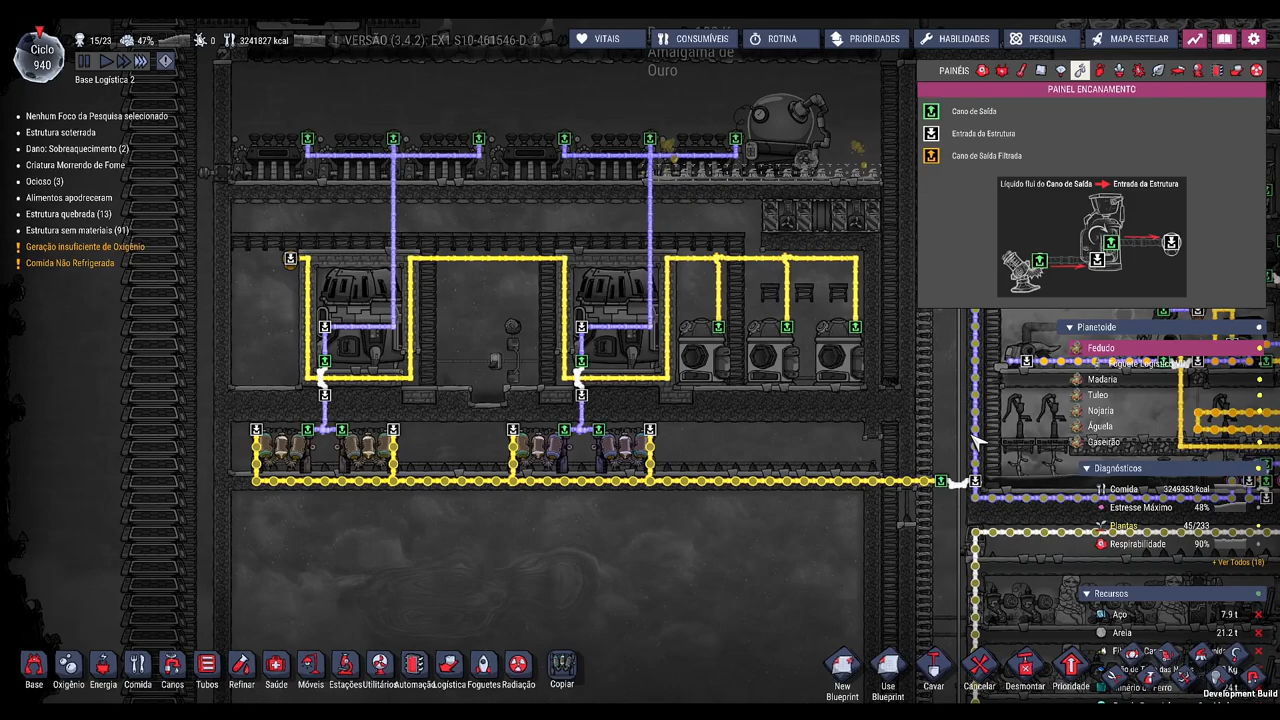 Ciclo
940
15/23
47%
0
3241827 kcal
! VERSÃO (3.4.2): EX1 S10-461546-D !
Amálgama de
Ouro
VITAIS
CONSUMÍVEIS
ROTINA
PRIORIDADES
HABILIDADES
PESQUISA
MAPA ESTELAR
Base Logística 2
PAINÉIS
PAINEL ENCANAMENTO
Cano de Saída
Entrada da Estrutura
Cano de Saída Filtrada
Líquido flui do Cano de Saída → Entrada da Estrutura
Nenhum Foco da Pesquisa selecionado
Estrutura soterrada
Dano: Sobreaquecimento (2)
Criatura Morrendo de Fome
Ocioso (3)
Alimentos apodreceram
Estrutura quebrada (13)
Estrutura sem materiais (91)
Geração insuficiente de Oxigênio
Comida Não Refrigerada
Planetoide
Fedudo
Foguete Logístico
Madaria
Tuleo
Nojaria
Águela
Gaseirão
Diagnósticos
Comida 3249353 kcal
Estresse Máximo 48%
Plantas 45/233
Respirabilidade 90%
+ Ver Todos (18)
Recursos
Aço 7.9 t
Areia 21.2 t
Base
Oxigênio
Energia
Comida
Canos
Tubos
Refinar
Saúde
Móveis
Estações
Utilitários
Automação
Logística
Foguetes
Radiação
Copiar
New
Blueprint
Use
Blueprint
Cavar
Cancelar
Desmontar
Prioridade
Development Build